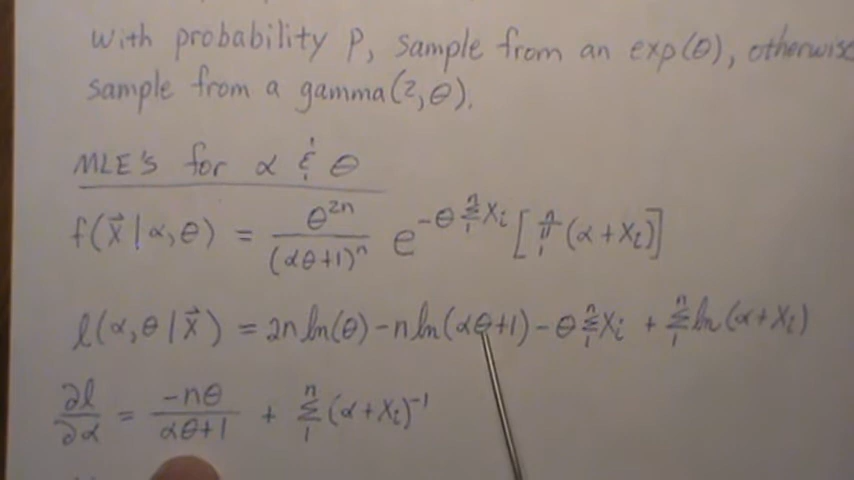 with probability p, sample from an exp(θ), otherwise
sample from a gamma(2,θ).
MLE's for α & θ
f(x⃗|α,θ) = θ^{2n}/(αθ+1)^n e^{-θ Σ_1^n x_i} [Π_1^n (α+x_i)]
l(α,θ|x⃗) = 2n ln(θ) - n ln(αθ+1) - θ Σ_1^n x_i + Σ_1^n ln(α+x_i)
∂l/∂α = -nθ/(αθ+1) + Σ_1^n (α+x_i)^{-1}